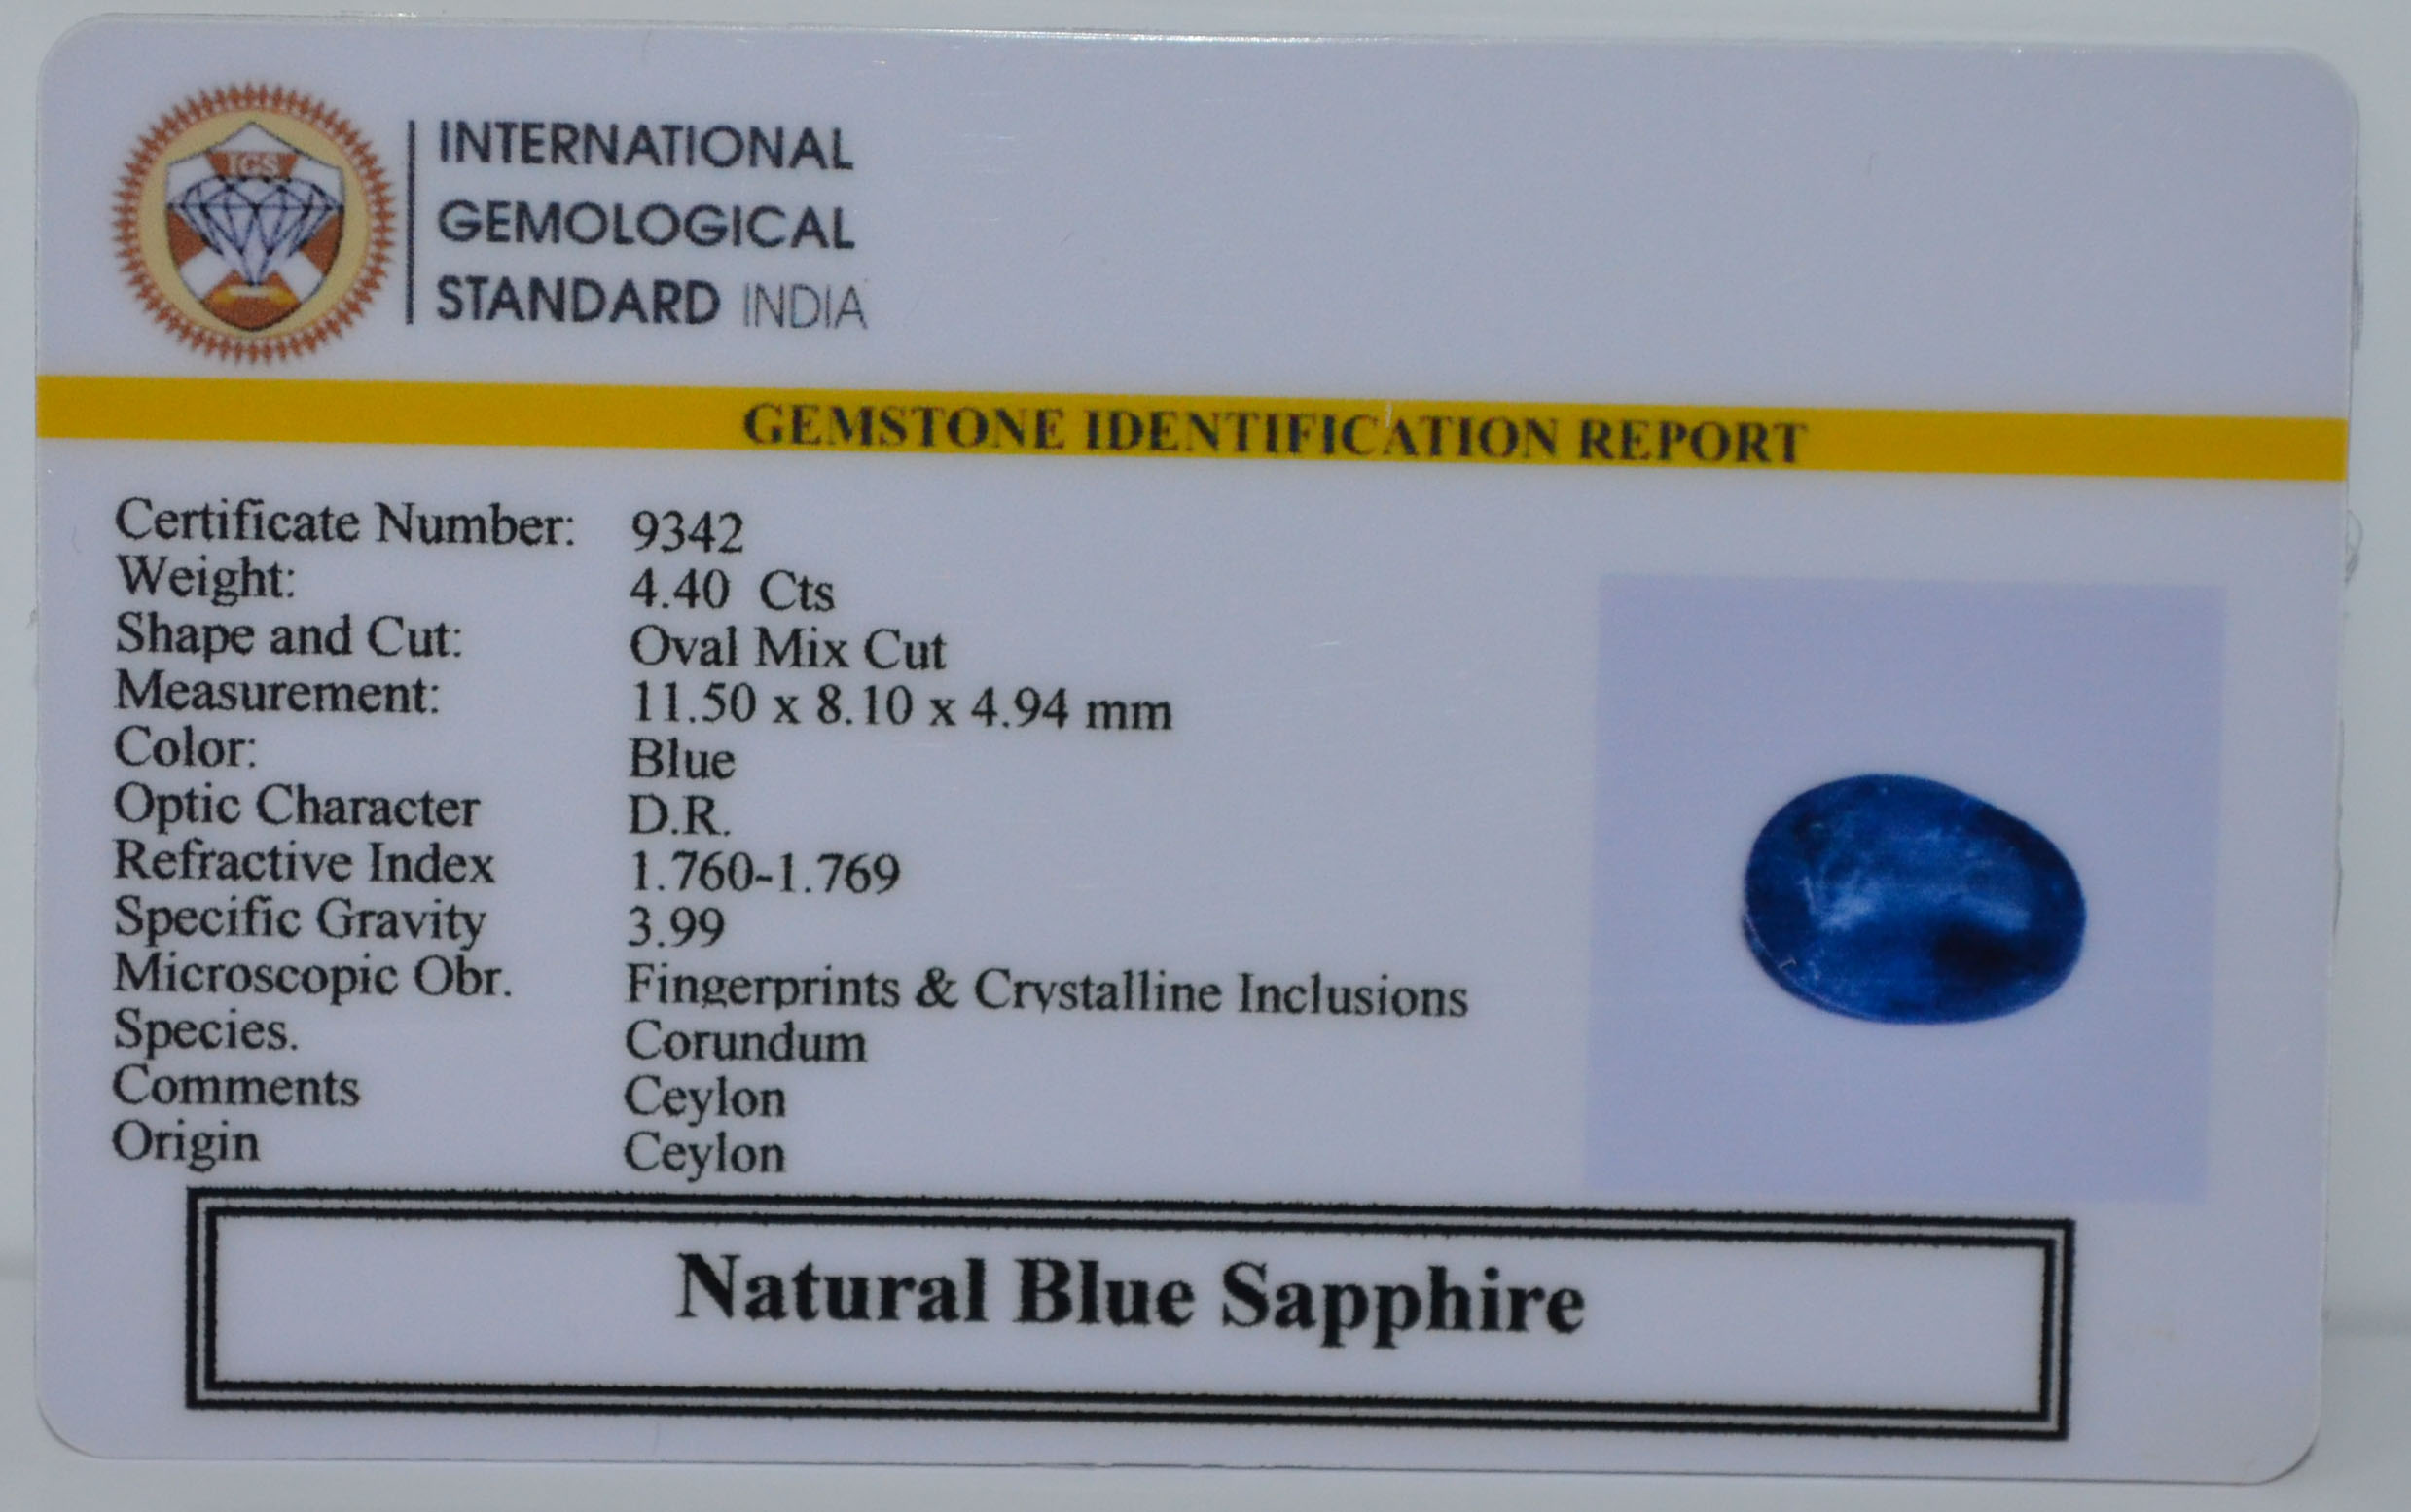 IGS
INTERNATIONAL
GEMOLOGICAL
STANDARD INDIA
GEMSTONE IDENTIFICATION REPORT
Certificate Number: 9342
Weight: 4.40 Cts
Shape and Cut: Oval Mix Cut
Measurement: 11.50 x 8.10 x 4.94 mm
Color: Blue
Optic Character D.R.
Refractive Index 1.760-1.769
Specific Gravity 3.99
Microscopic Obr. Fingerprints & Crystalline Inclusions
Species. Corundum
Comments Ceylon
Origin Ceylon
Natural Blue Sapphire